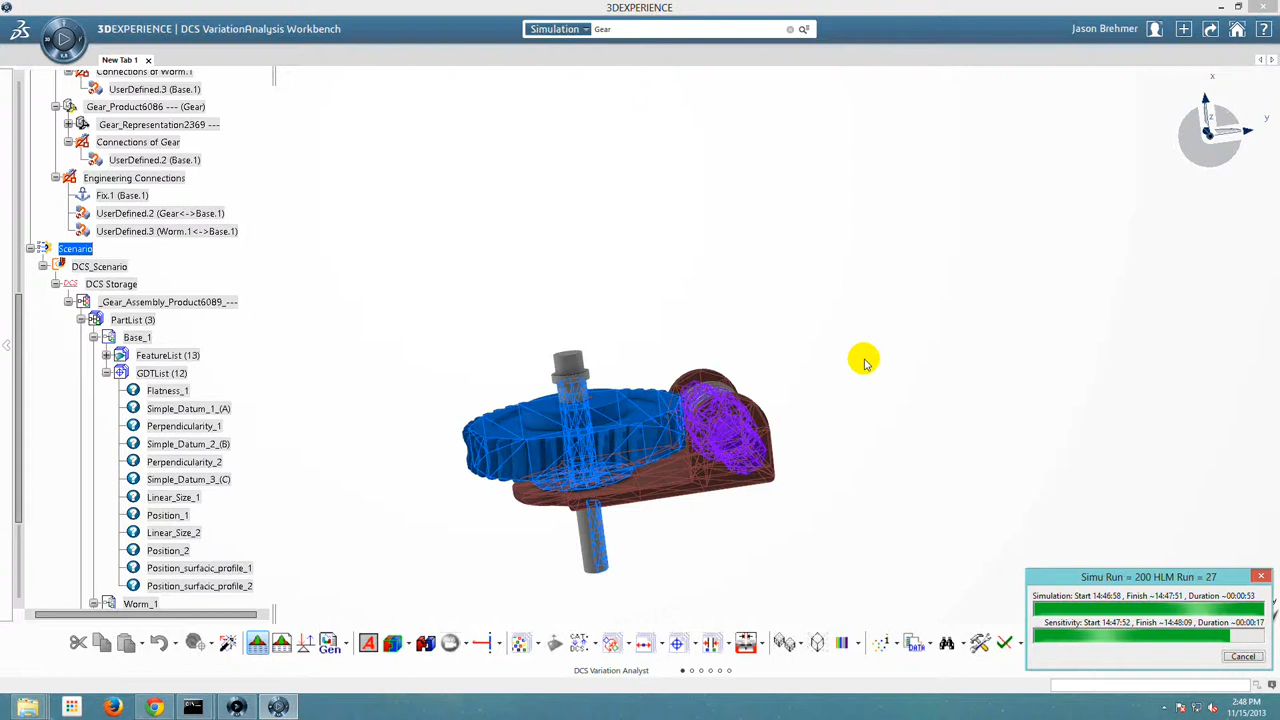 3DEXPERIENCE
3DEXPERIENCE | DCS VariationAnalysis Workbench
Simulation
Gear
Jason Brehmer
New Tab 1
Connections of Worm.1
UserDefined.3 (Base.1)
Gear_Product6086 --- (Gear)
Gear_Representation2369 ---
Connections of Gear
UserDefined.2 (Base.1)
Engineering Connections
Fix.1 (Base.1)
UserDefined.2 (Gear<->Base.1)
UserDefined.3 (Worm.1<->Base.1)
Scenario
DCS_Scenario
DCS Storage
_Gear_Assembly_Product6089_---
PartList (3)
Base_1
FeatureList (13)
GDTList (12)
Flatness_1
Simple_Datum_1_(A)
Perpendicularity_1
Simple_Datum_2_(B)
Perpendicularity_2
Simple_Datum_3_(C)
Linear_Size_1
Position_1
Linear_Size_2
Position_2
Position_surfacic_profile_1
Position_surfacic_profile_2
Worm_1
x
y
z
Simu Run = 200 HLM Run = 27
Simulation: Start 14:46:58 , Finish ~14:47:51 , Duration ~00:00:53
Sensitivity: Start 14:47:52 , Finish ~14:48:09 , Duration ~00:00:17
Cancel
Gen
A
CAT
DCS
DATA
DCS Variation Analyst
2:48 PM
11/15/2013